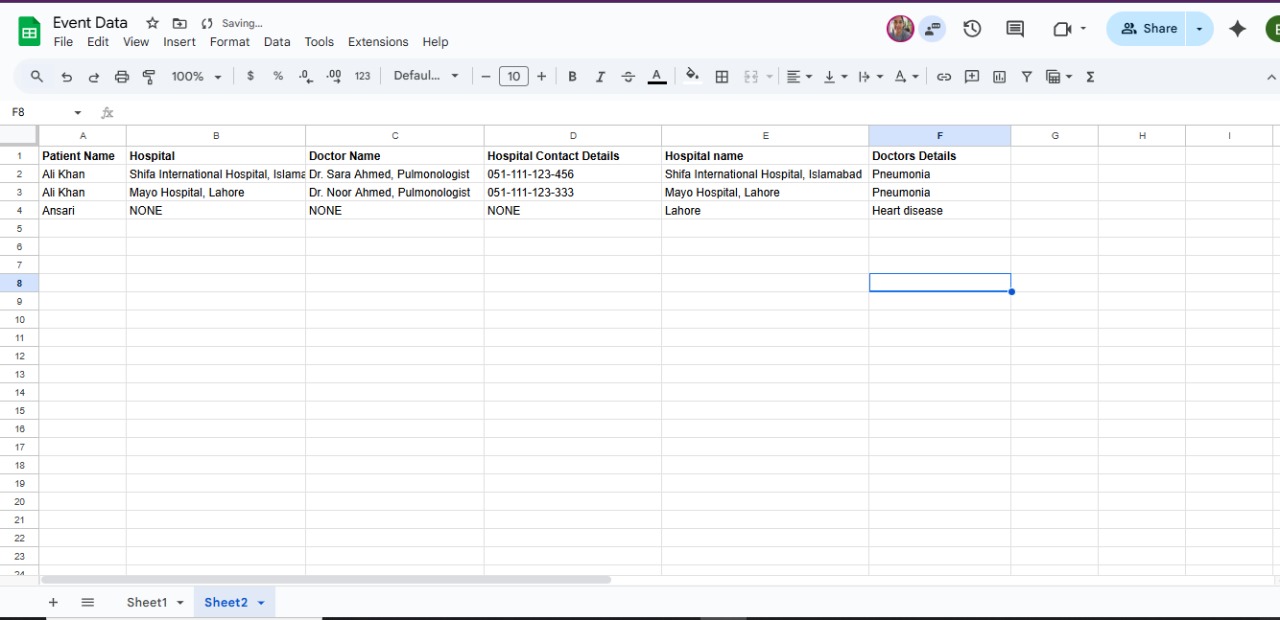 Event Data Saving...
File Edit View Insert Format Data Tools Extensions Help
Share
100% $ % .0 .00 123 Defaul... 10 B I A Σ
F8 fx
A B C D E F G H I
1 Patient Name Hospital Doctor Name Hospital Contact Details Hospital name Doctors Details
2 Ali Khan Shifa International Hospital, Islama Dr. Sara Ahmed, Pulmonologist 051-111-123-456 Shifa International Hospital, Islamabad Pneumonia
3 Ali Khan Mayo Hospital, Lahore Dr. Noor Ahmed, Pulmonologist 051-111-123-333 Mayo Hospital, Lahore Pneumonia
4 Ansari NONE NONE NONE Lahore Heart disease
5
6
7
8
9
10
11
12
13
14
15
16
17
18
19
20
21
22
23
24
Sheet1 Sheet2